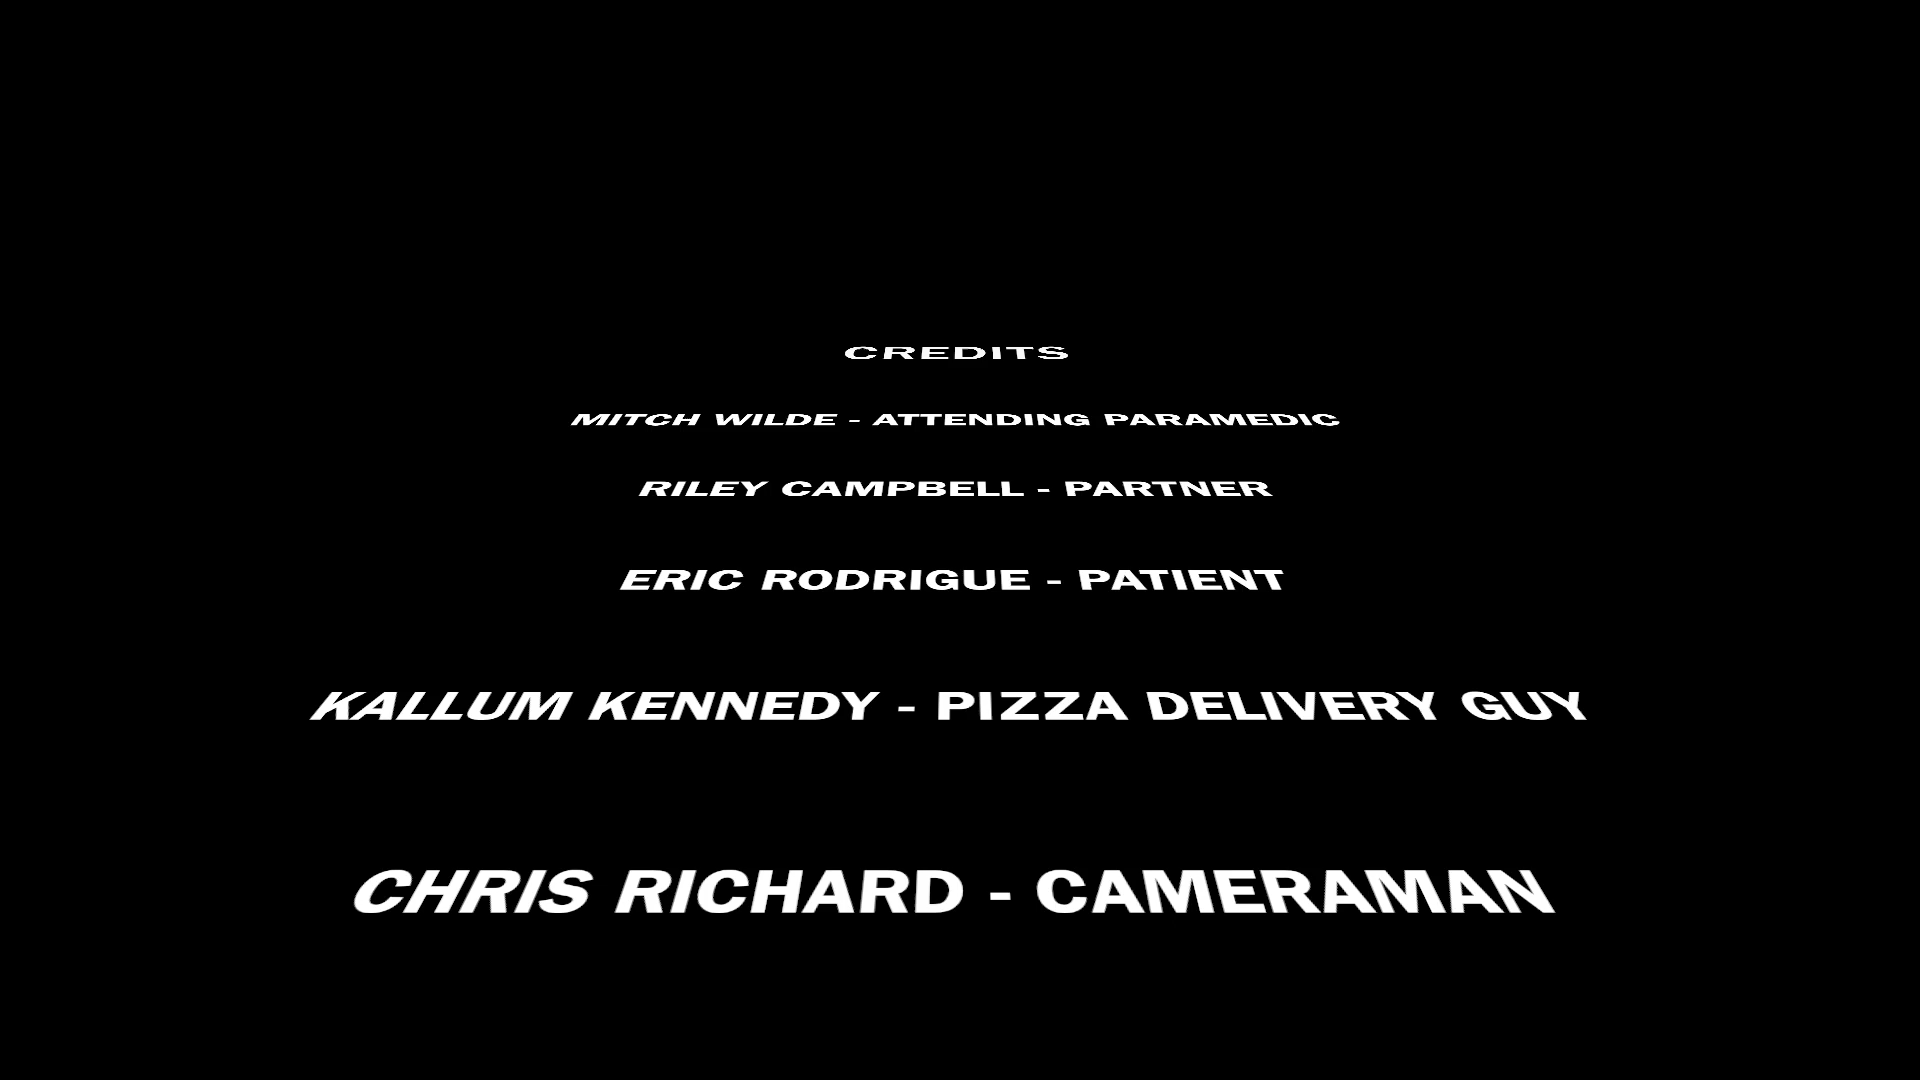 CREDITS
MITCH WILDE - ATTENDING PARAMEDIC
RILEY CAMPBELL - PARTNER
ERIC RODRIGUE - PATIENT
KALLUM KENNEDY - PIZZA DELIVERY GUY
CHRIS RICHARD - CAMERAMAN